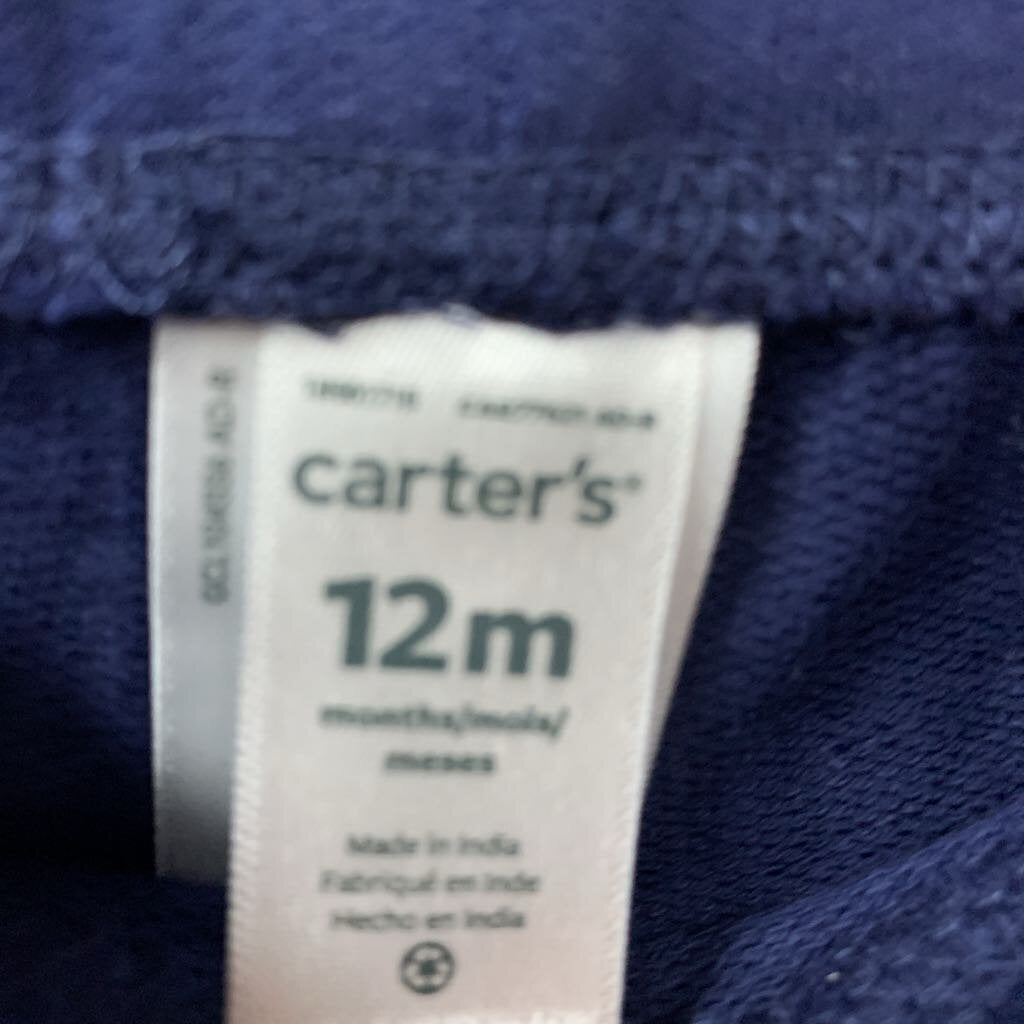 carter's
12m
months/mois/
meses
Made in India
Fabriqué en Inde
Hecho en India